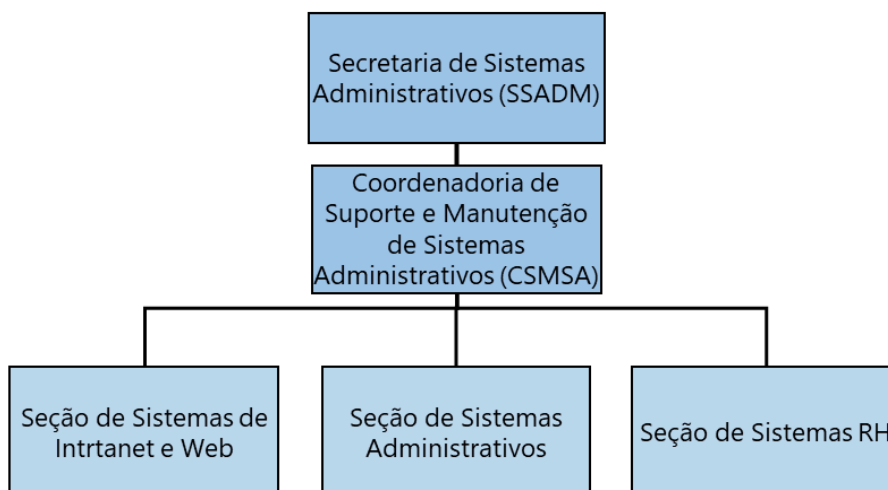 Secretaria de Sistemas
Administrativos (SSADM)
Coordenadoria de
Suporte e Manutenção
de Sistemas
Administrativos (CSMSA)
Seção de Sistemas de
Intrtanet e Web
Seção de Sistemas
Administrativos
Seção de Sistemas RH